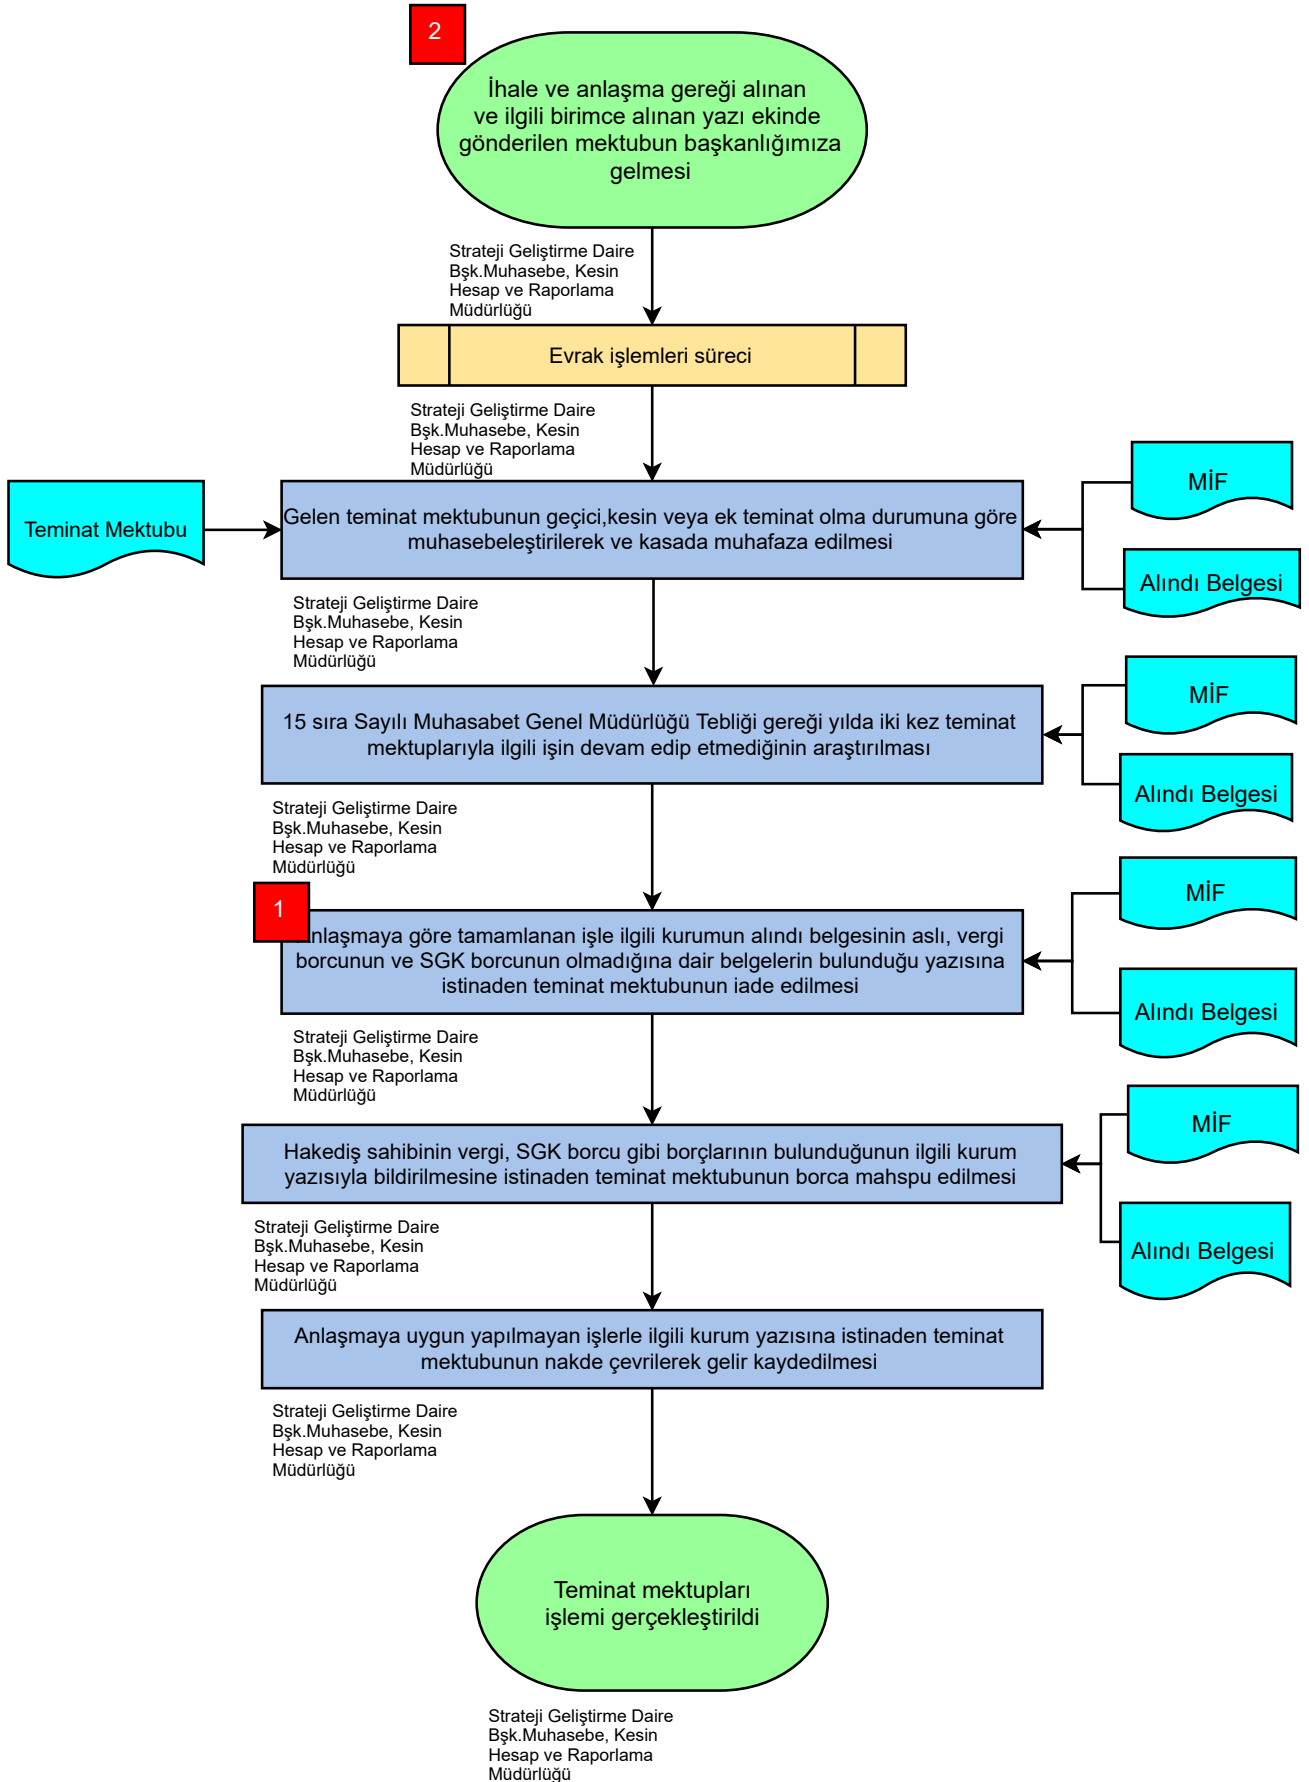 2
İhale ve anlaşma gereği alınan
ve ilgili birimce alınan yazı ekinde
gönderilen mektubun başkanlığımıza
gelmesi
Strateji Geliştirme Daire
Bşk.Muhasebe, Kesin
Hesap ve Raporlama
Müdürlüğü
Evrak işlemleri süreci
Strateji Geliştirme Daire
Bşk.Muhasebe, Kesin
Hesap ve Raporlama
Müdürlüğü
Teminat Mektubu
Gelen teminat mektubunun geçici,kesin veya ek teminat olma durumuna göre
muhasebeleştirilerek ve kasada muhafaza edilmesi
MİF
Alındı Belgesi
Strateji Geliştirme Daire
Bşk.Muhasebe, Kesin
Hesap ve Raporlama
Müdürlüğü
15 sıra Sayılı Muhasabet Genel Müdürlüğü Tebliği gereği yılda iki kez teminat
mektuplarıyla ilgili işin devam edip etmediğinin araştırılması
MİF
Alındı Belgesi
Strateji Geliştirme Daire
Bşk.Muhasebe, Kesin
Hesap ve Raporlama
Müdürlüğü
1
nlaşmaya göre tamamlanan işle ilgili kurumun alındı belgesinin aslı, vergi
borcunun ve SGK borcunun olmadığına dair belgelerin bulunduğu yazısına
istinaden teminat mektubunun iade edilmesi
MİF
Alındı Belgesi
Strateji Geliştirme Daire
Bşk.Muhasebe, Kesin
Hesap ve Raporlama
Müdürlüğü
Hakediş sahibinin vergi, SGK borcu gibi borçlarının bulunduğunun ilgili kurum
yazısıyla bildirilmesine istinaden teminat mektubunun borca mahspu edilmesi
MİF
Alındı Belgesi
Strateji Geliştirme Daire
Bşk.Muhasebe, Kesin
Hesap ve Raporlama
Müdürlüğü
Anlaşmaya uygun yapılmayan işlerle ilgili kurum yazısına istinaden teminat
mektubunun nakde çevrilerek gelir kaydedilmesi
Strateji Geliştirme Daire
Bşk.Muhasebe, Kesin
Hesap ve Raporlama
Müdürlüğü
Teminat mektupları
işlemi gerçekleştirildi
Strateji Geliştirme Daire
Bşk.Muhasebe, Kesin
Hesap ve Raporlama
Müdürlüğü